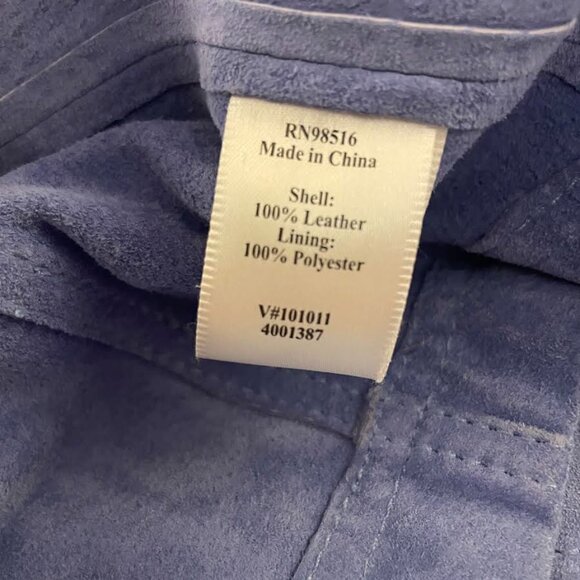 RN98516
Made in China
Shell:
100% Leather
Lining:
100% Polyester
V#101011
4001387